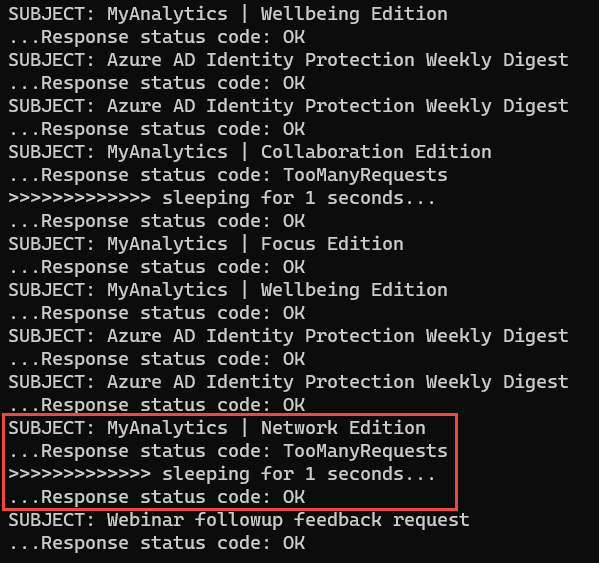 SUBJECT: MyAnalytics | Wellbeing Edition
...Response status code: OK
SUBJECT: Azure AD Identity Protection Weekly Digest
...Response status code: OK
SUBJECT: Azure AD Identity Protection Weekly Digest
...Response status code: OK
SUBJECT: MyAnalytics | Collaboration Edition
...Response status code: TooManyRequests
>>>>>>>>>>>>> sleeping for 1 seconds...
...Response status code: OK
SUBJECT: MyAnalytics | Focus Edition
...Response status code: OK
SUBJECT: MyAnalytics | Wellbeing Edition
...Response status code: OK
SUBJECT: Azure AD Identity Protection Weekly Digest
...Response status code: OK
SUBJECT: Azure AD Identity Protection Weekly Digest
...Response status code: OK
SUBJECT: MyAnalytics | Network Edition
...Response status code: TooManyRequests
>>>>>>>>>>>>> sleeping for 1 seconds...
...Response status code: OK
SUBJECT: Webinar followup feedback request
...Response status code: OK